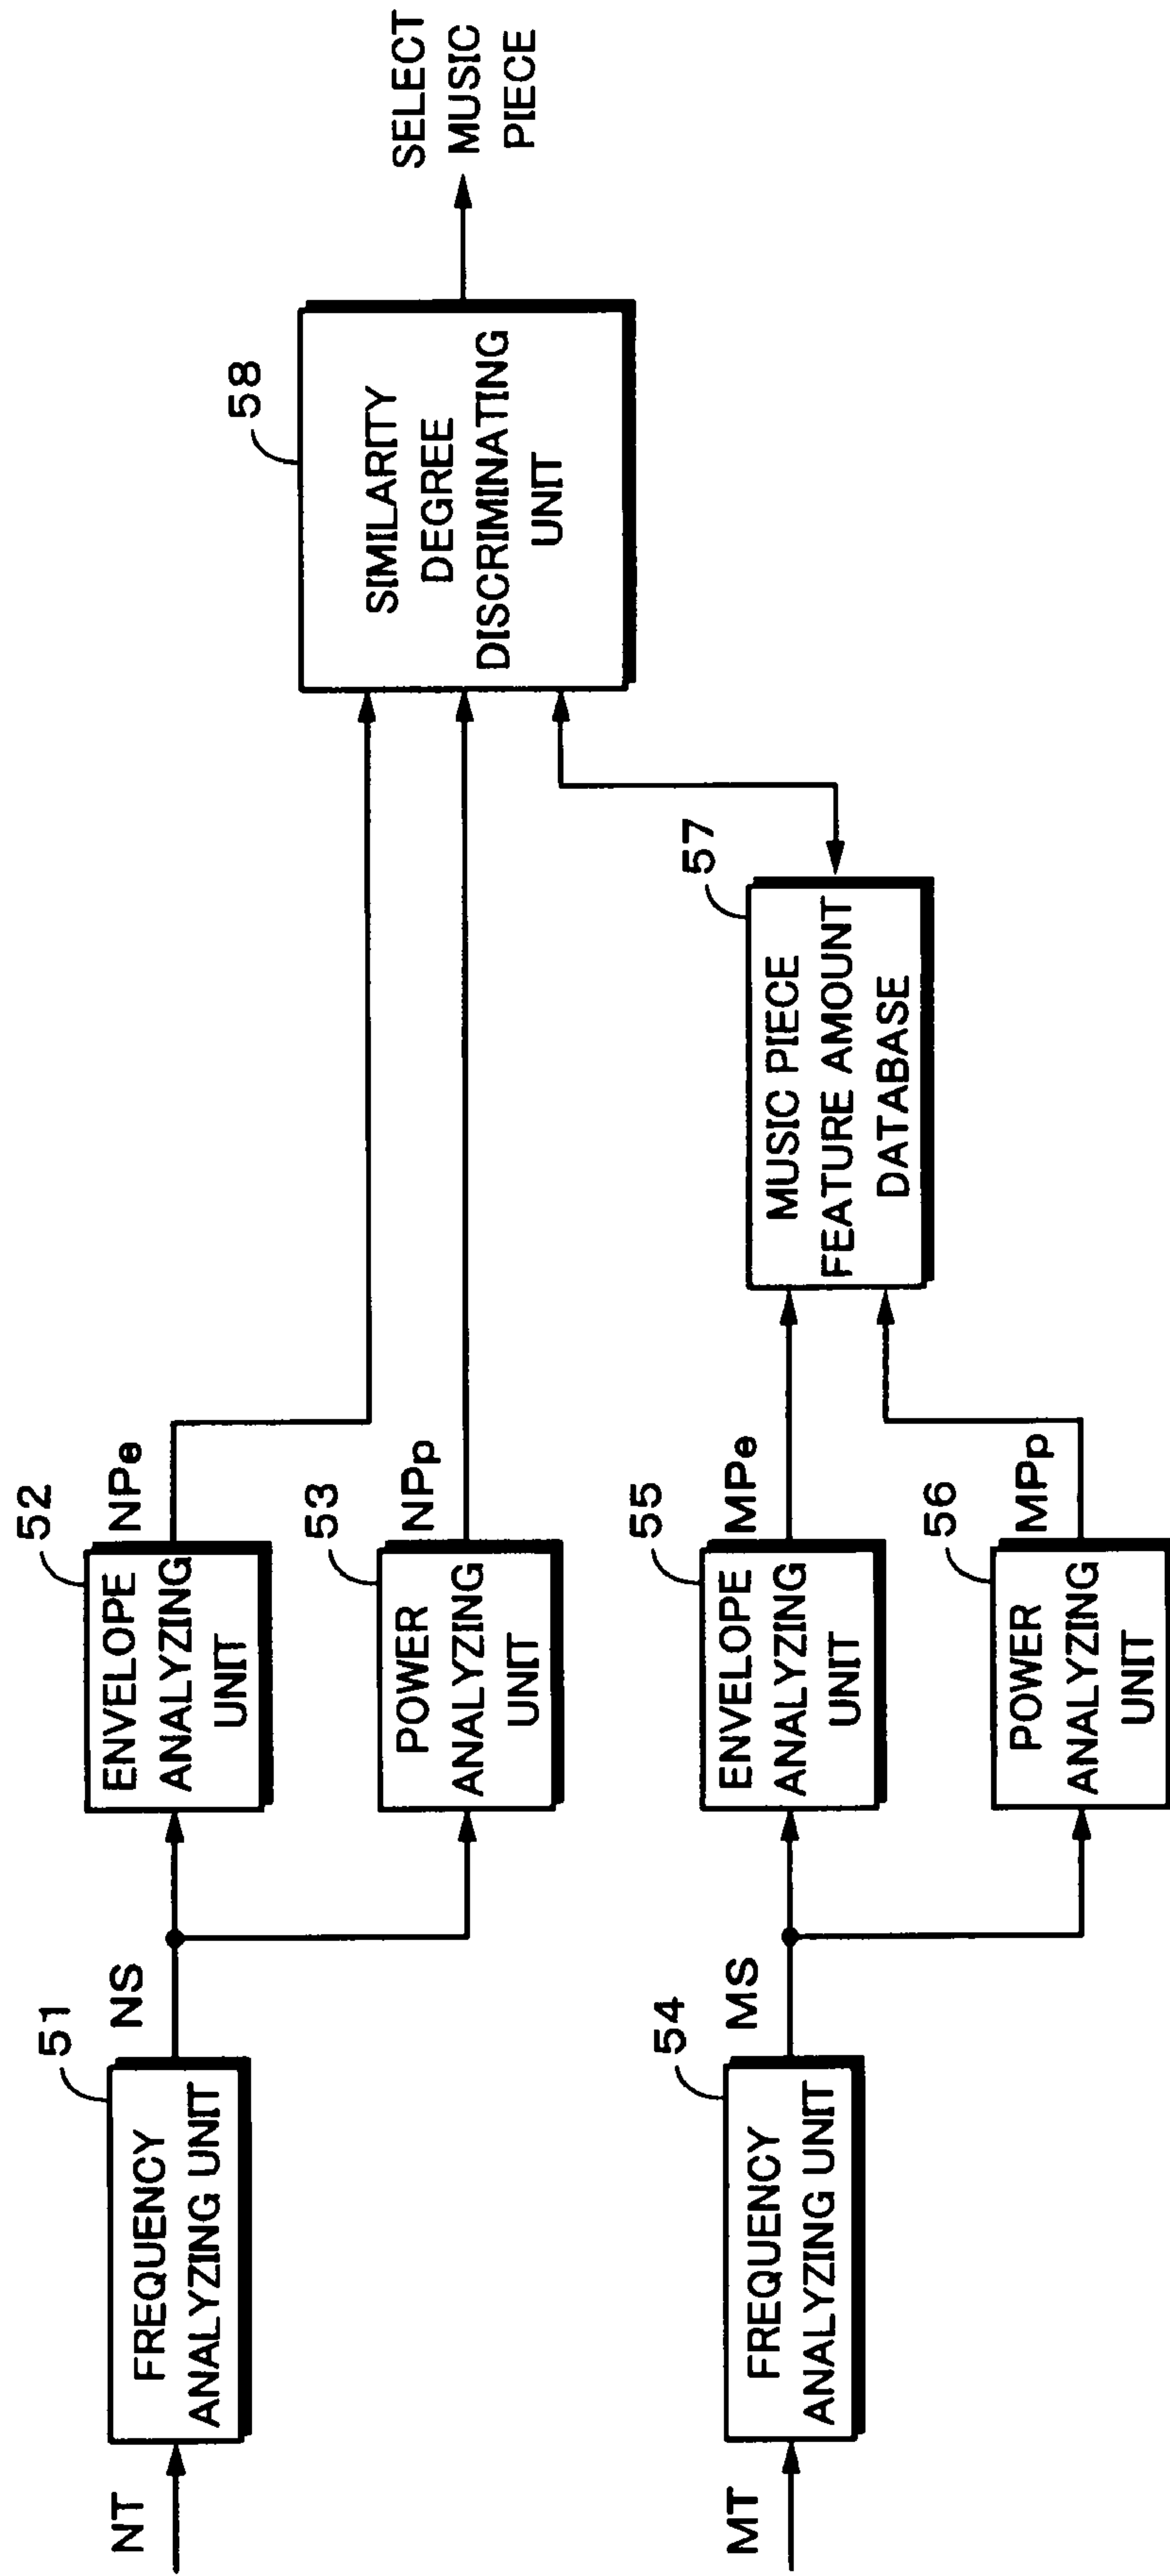 NT
51
FREQUENCY
ANALYZING UNIT
NS
52
ENVELOPE
ANALYZING
UNIT
NPe
53
POWER
ANALYZING
UNIT
NPp
58
SIMILARITY
DEGREE
DISCRIMINATING
UNIT
SELECT
MUSIC
PIECE
MT
54
FREQUENCY
ANALYZING UNIT
MS
55
ENVELOPE
ANALYZING
UNIT
MPe
56
POWER
ANALYZING
UNIT
MPp
57
MUSIC PIECE
FEATURE AMOUNT
DATABASE